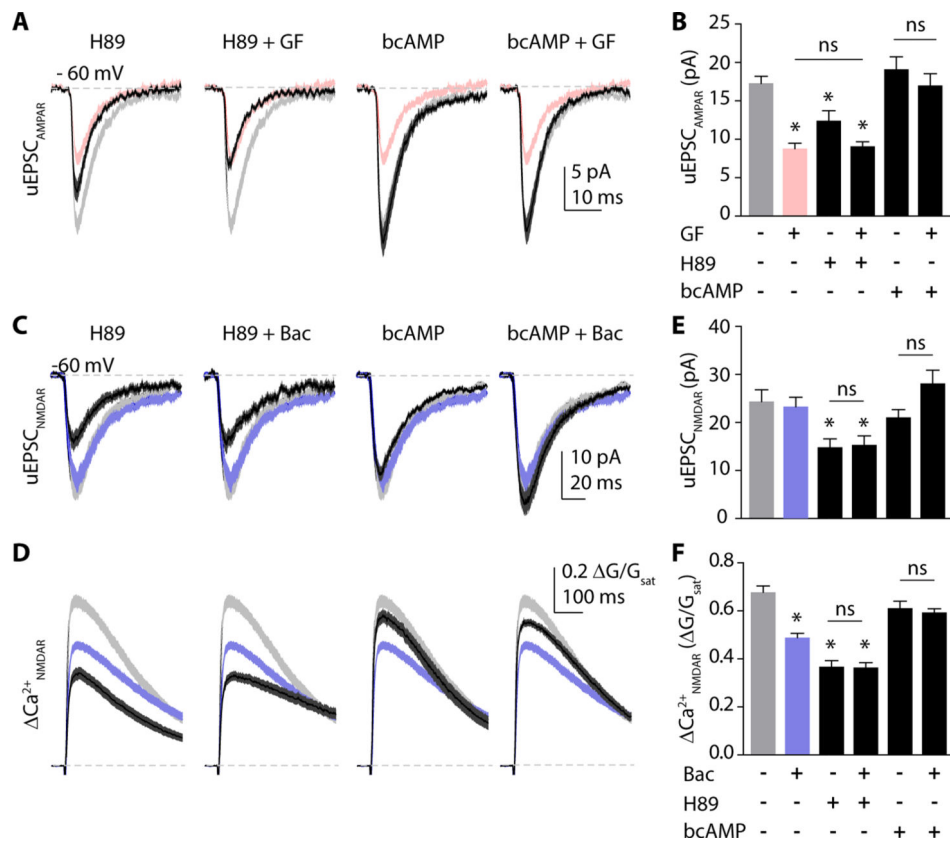 A
H89
H89 + GF
bcAMP
bcAMP + GF
- 60 mV
uEPSC_AMPAR
5 pA
10 ms
B
ns
ns
uEPSC_AMPAR (pA)
25
20
15
10
5
0
*
*
*
GF - + - + - +
H89 - - + + - -
bcAMP - - - - + +
C
H89
H89 + Bac
bcAMP
bcAMP + Bac
-60 mV
uEPSC_NMDAR
10 pA
20 ms
E
ns
ns
uEPSC_NMDAR (pA)
40
30
20
10
0
*
*
D
0.2 ΔG/G_sat
100 ms
ΔCa²⁺_NMDAR
F
ns
ns
ΔCa²⁺_NMDAR (ΔG/G_sat)
0.8
0.6
0.4
0.2
0.0
*
*
*
Bac - + - + - +
H89 - - + + - -
bcAMP - - - - + +